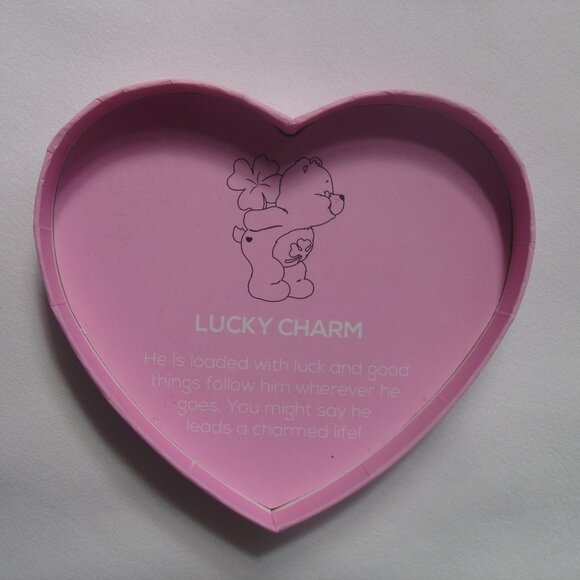 LUCKY CHARM
He is loaded with luck and good
things follow him wherever he
goes. You might say he
leads a charmed life!